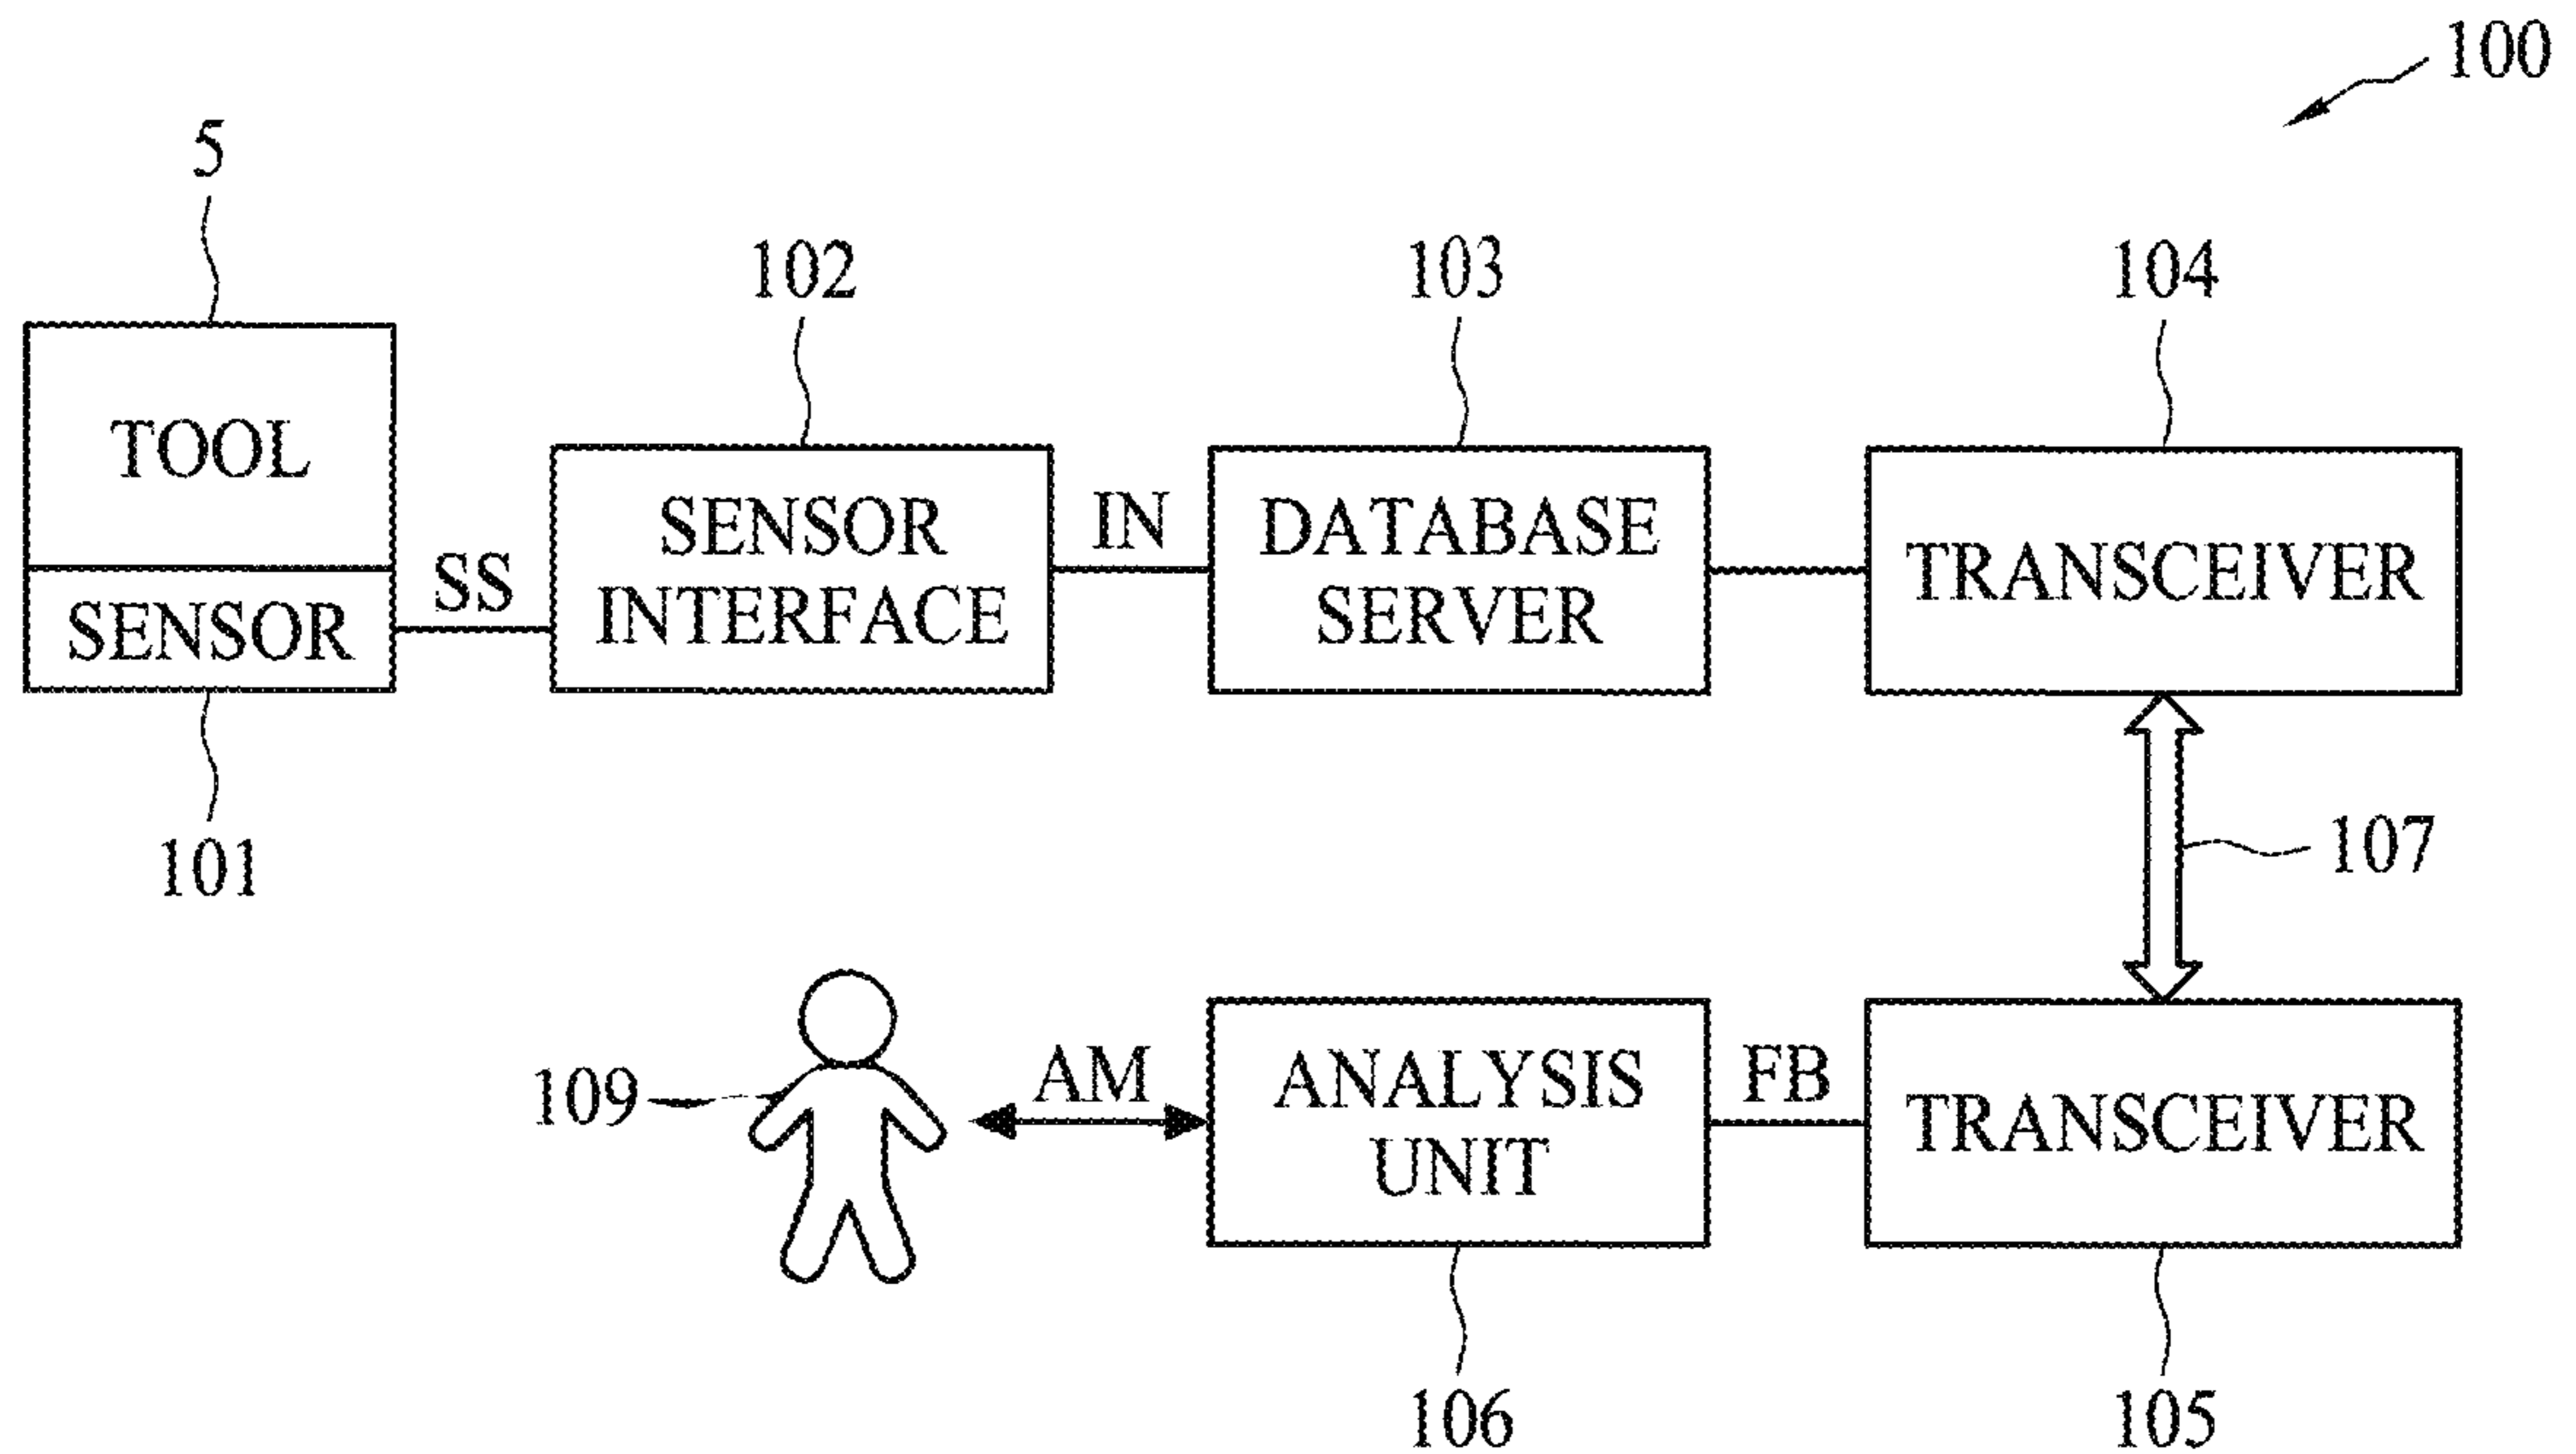 100
5
102
103
104
TOOL
SENSOR
SS
SENSOR
INTERFACE
IN
DATABASE
SERVER
TRANSCEIVER
101
107
109
AM
ANALYSIS
UNIT
FB
TRANSCEIVER
106
105